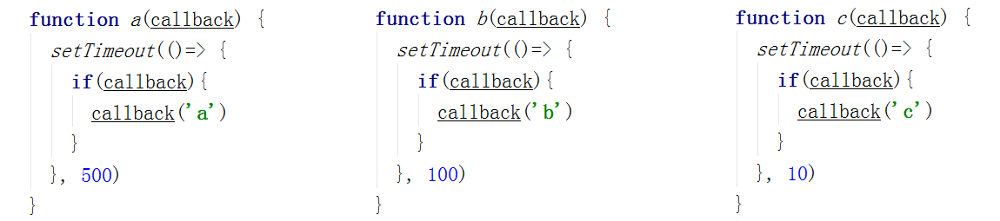 function a(callback) {
setTimeout(()=> {
if(callback){
callback('a')
}
}, 500)
}
function b(callback) {
setTimeout(()=> {
if(callback){
callback('b')
}
}, 100)
}
function c(callback) {
setTimeout(()=> {
if(callback){
callback('c')
}
}, 10)
}